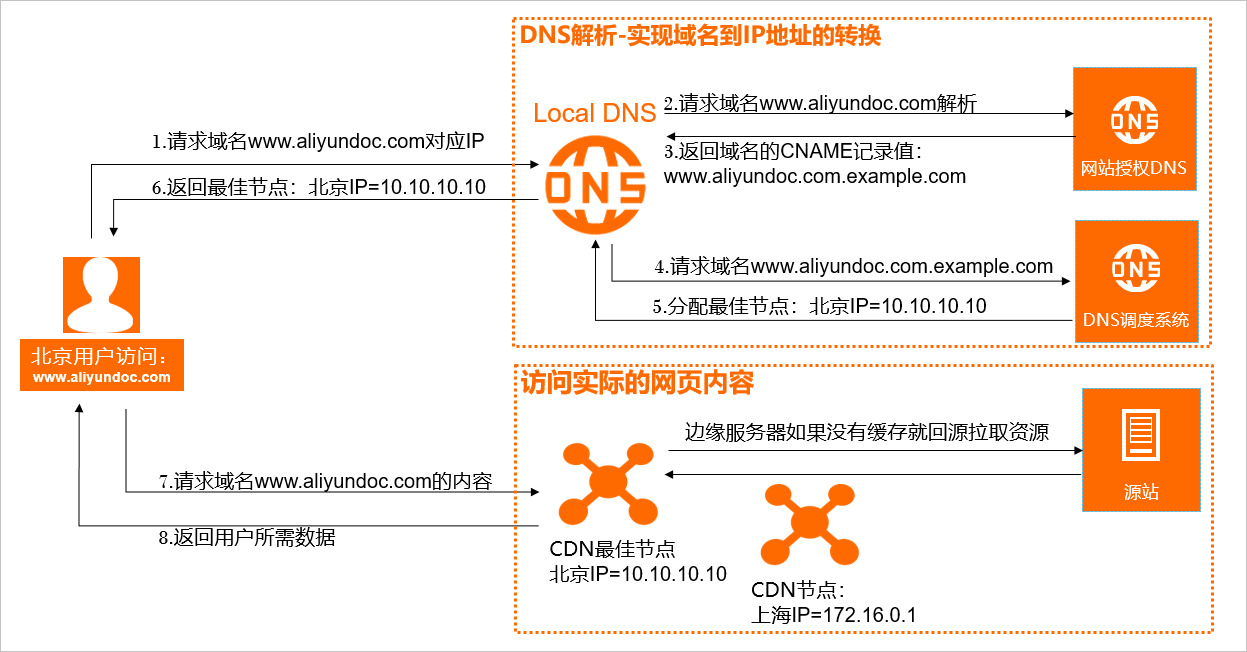 DNS解析-实现域名到IP地址的转换
Local DNS
DNS
1.请求域名www.aliyundoc.com对应IP
6.返回最佳节点：北京IP=10.10.10.10
2.请求域名www.aliyundoc.com解析
3.返回域名的CNAME记录值：
www.aliyundoc.com.example.com
DNS
网站授权DNS
4.请求域名www.aliyundoc.com.example.com
5.分配最佳节点：北京IP=10.10.10.10
DNS
DNS调度系统
北京用户访问：
www.aliyundoc.com
访问实际的网页内容
边缘服务器如果没有缓存就回源拉取资源
源站
7.请求域名www.aliyundoc.com的内容
8.返回用户所需数据
CDN最佳节点
北京IP=10.10.10.10
CDN节点：
上海IP=172.16.0.1